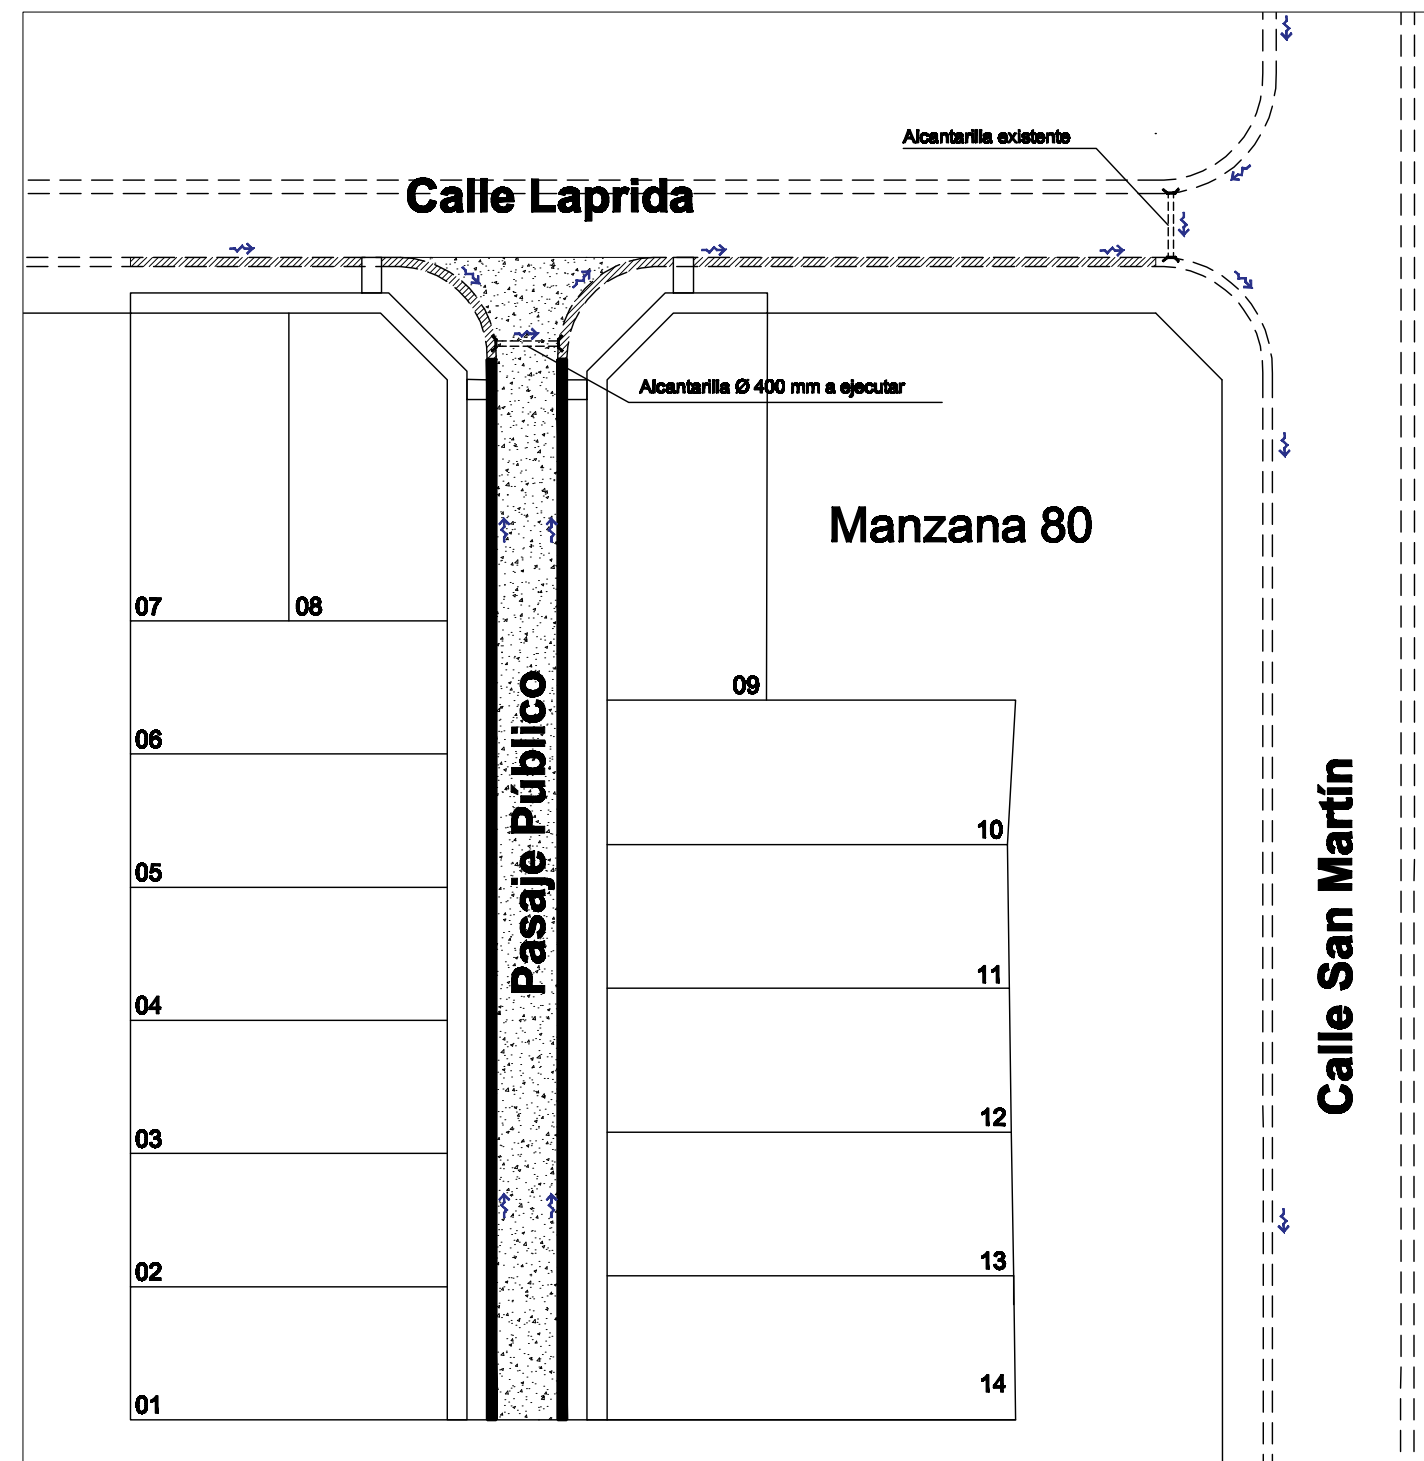 Alcantarilla existente
Calle Laprida
Alcantarilla Ø 400 mm a ejecutar
Manzana 80
07
08
09
06
10
05
11
04
12
03
13
02
14
01
Pasaje Público
Calle San Martín